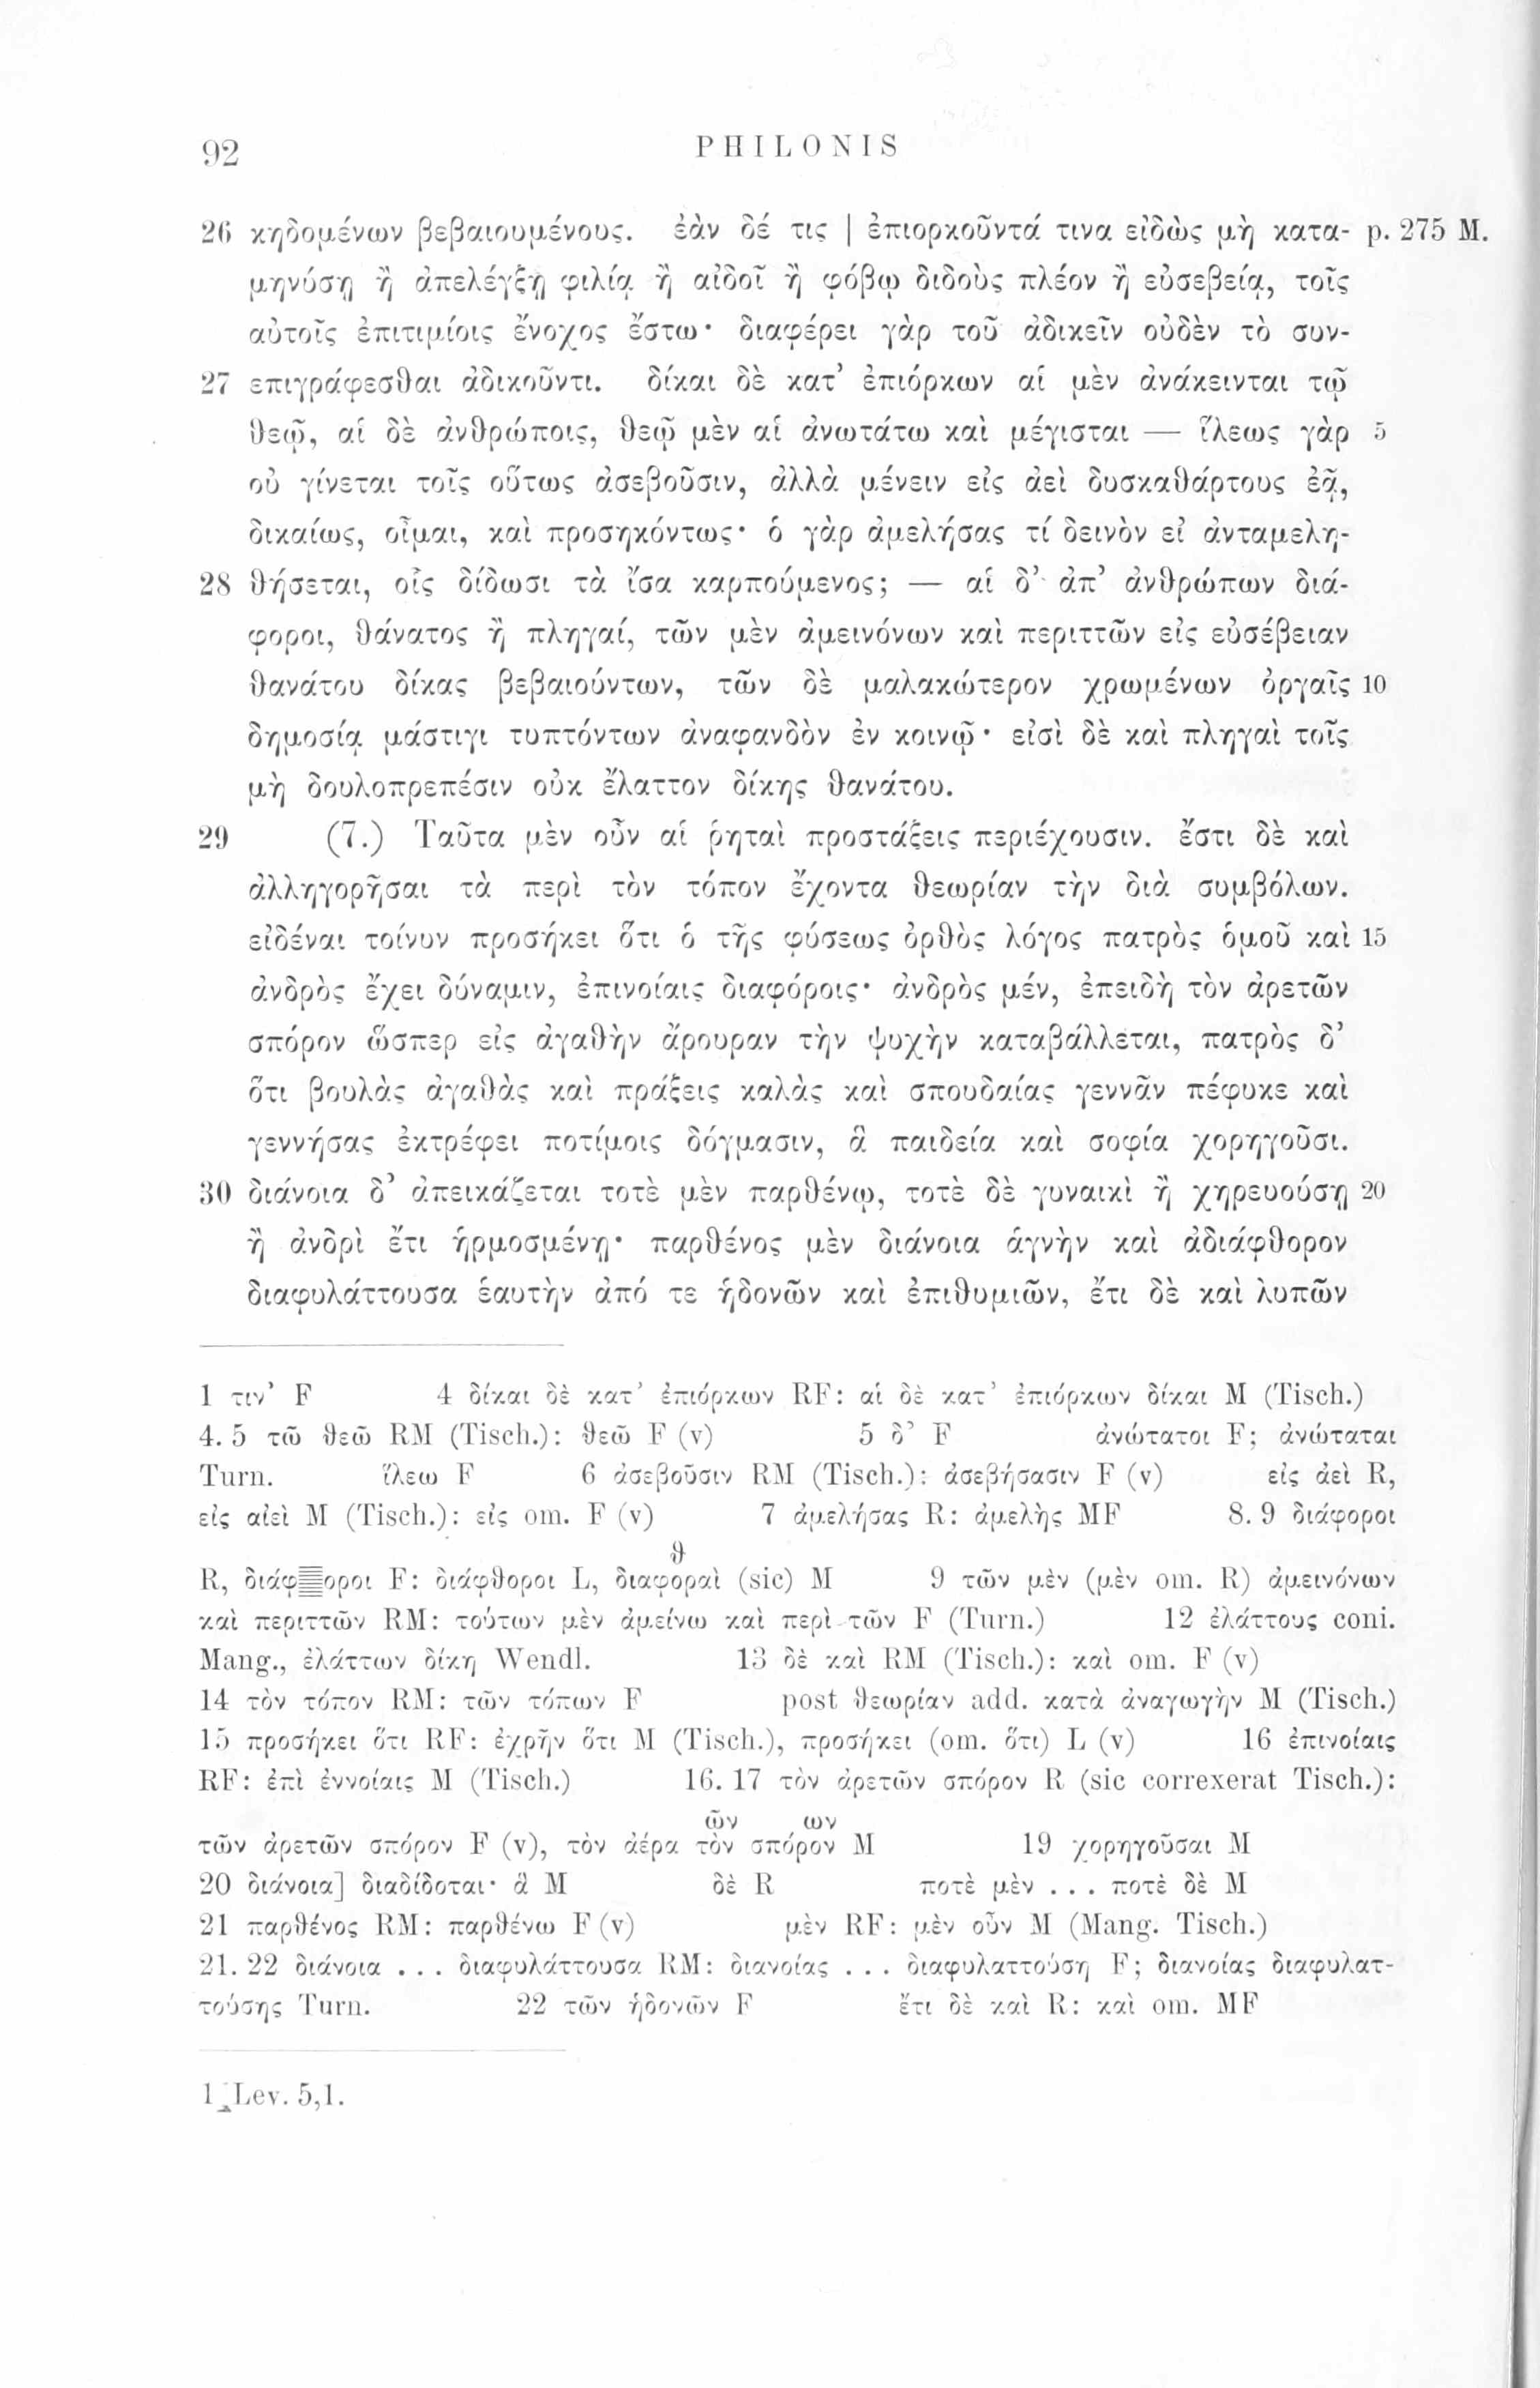 92 PHILONIS
26 κηδομένων βεβαιουμένους. ἐὰν δέ τις | ἐπιορκοῦντά τινα εἰδὼς μὴ κατα- p. 275 M.
μηνύσῃ ἢ ἀπελέγξῃ φιλίᾳ ἢ αἰδοῖ ἢ φόβῳ διδοὺς πλέον ἢ εὐσεβείᾳ, τοῖς
αὐτοῖς ἐπιτιμίοις ἔνοχος ἔστω· διαφέρει γὰρ τοῦ ἀδικεῖν οὐδὲν τὸ συν-
27 επιγράφεσθαι ἀδικοῦντι. δίκαι δὲ κατ’ ἐπιόρκων αἱ μὲν ἀνάκεινται τῷ
θεῷ, αἱ δὲ ἀνθρώποις, θεῷ μὲν αἱ ἀνωτάτω καὶ μέγισται — ἵλεως γὰρ 5
οὐ γίνεται τοῖς οὕτως ἀσεβοῦσιν, ἀλλὰ μένειν εἰς ἀεὶ δυσκαθάρτους ἐᾷ,
δικαίως, οἶμαι, καὶ προσηκόντως· ὁ γὰρ ἀμελήσας τί δεινὸν εἰ ἀνταμελη-
28 θήσεται, οἷς δίδωσι τὰ ἴσα καρπούμενος; — αἱ δ’ ἀπ’ ἀνθρώπων διά-
φοροι, θάνατος ἢ πληγαί, τῶν μὲν ἀμεινόνων καὶ περιττῶν εἰς εὐσέβειαν
θανάτου δίκας βεβαιούντων, τῶν δὲ μαλακώτερον χρωμένων ὀργαῖς 10
δημοσίᾳ μάστιγι τυπτόντων ἀναφανδὸν ἐν κοινῷ· εἰσὶ δὲ καὶ πληγαὶ τοῖς
μὴ δουλοπρεπέσιν οὐκ ἔλαττον δίκης θανάτου.
29 (7.) Ταῦτα μὲν οὖν αἱ ῥηταὶ προστάξεις περιέχουσιν. ἔστι δὲ καὶ
ἀλληγορῆσαι τὰ περὶ τὸν τόπον ἔχοντα θεωρίαν τὴν διὰ συμβόλων.
εἰδέναι τοίνυν προσήκει ὅτι ὁ τῆς φύσεως ὀρθὸς λόγος πατρὸς ὁμοῦ καὶ 15
ἀνδρὸς ἔχει δύναμιν, ἐπινοίαις διαφόροις· ἀνδρὸς μέν, ἐπειδὴ τὸν ἀρετῶν
σπόρον ὥσπερ εἰς ἀγαθὴν ἄρουραν τὴν ψυχὴν καταβάλλεται, πατρὸς δ’
ὅτι βουλὰς ἀγαθὰς καὶ πράξεις καλὰς καὶ σπουδαίας γεννᾶν πέφυκε καὶ
γεννήσας ἐκτρέφει ποτίμοις δόγμασιν, ἃ παιδεία καὶ σοφία χορηγοῦσι.
30 διάνοια δ’ ἀπεικάζεται τοτὲ μὲν παρθένῳ, τοτὲ δὲ γυναικὶ ἢ χηρευούσῃ 20
ἢ ἀνδρὶ ἔτι ἡρμοσμένῃ· παρθένος μὲν διάνοια ἁγνὴν καὶ ἀδιάφθορον
διαφυλάττουσα ἑαυτὴν ἀπό τε ἡδονῶν καὶ ἐπιθυμιῶν, ἔτι δὲ καὶ λυπῶν
1 τιν’ F 4 δίκαι δὲ κατ’ ἐπιόρκων RF: αἱ δὲ κατ’ ἐπιόρκων δίκαι M (Tisch.)
4. 5 τῶ θεῶ RM (Tisch.): θεῶ F (v) 5 δ’ F ἀνώτατοι F; ἀνώταται
Turn. ἵλεω F 6 ἀσεβοῦσιν RM (Tisch.): ἀσεβήσασιν F (v) εἰς ἀεὶ R,
εἰς αἰεὶ M (Tisch.): εἰς om. F (v) 7 ἀμελήσας R: ἀμελὴς MF 8. 9 διάφοροι
θ
R, διάφ οροι F: διάφθοροι L, διαφοραὶ (sic) M 9 τῶν μὲν (μὲν om. R) ἀμεινόνων
καὶ περιττῶν RM: τούτων μὲν ἀμείνω καὶ περὶ τῶν F (Turn.) 12 ἐλάττους coni.
Mang., ἐλάττων δίκη Wendl. 13 δὲ καὶ RM (Tisch.): καὶ om. F (v)
14 τὸν τόπον RM: τῶν τόπων F post θεωρίαν add. κατὰ ἀναγωγὴν M (Tisch.)
15 προσήκει ὅτι RF: ἐχρῆν ὅτι M (Tisch.), προσήκει (om. ὅτι) L (v) 16 ἐπινοίαις
RF: ἐπὶ ἐννοίαις M (Tisch.) 16. 17 τὸν ἀρετῶν σπόρον R (sic correxerat Tisch.):
ῶν ων
τῶν ἀρετῶν σπόρον F (v), τὸν ἀέρα τὸν σπόρον M 19 χορηγοῦσαι M
20 διάνοια] διαδίδοται· ἃ M δὲ R ποτὲ μὲν . . . ποτὲ δὲ M
21 παρθένος RM: παρθένω F (v) μὲν RF: μὲν οὖν M (Mang. Tisch.)
21. 22 διάνοια . . . διαφυλάττουσα RM: διανοίας . . . διαφυλαττούση F; διανοίας διαφυλατ-
τούσης Turn. 22 τῶν ἡδονῶν F ἔτι δὲ καὶ R: καὶ om. MF
1 Lev. 5,1.